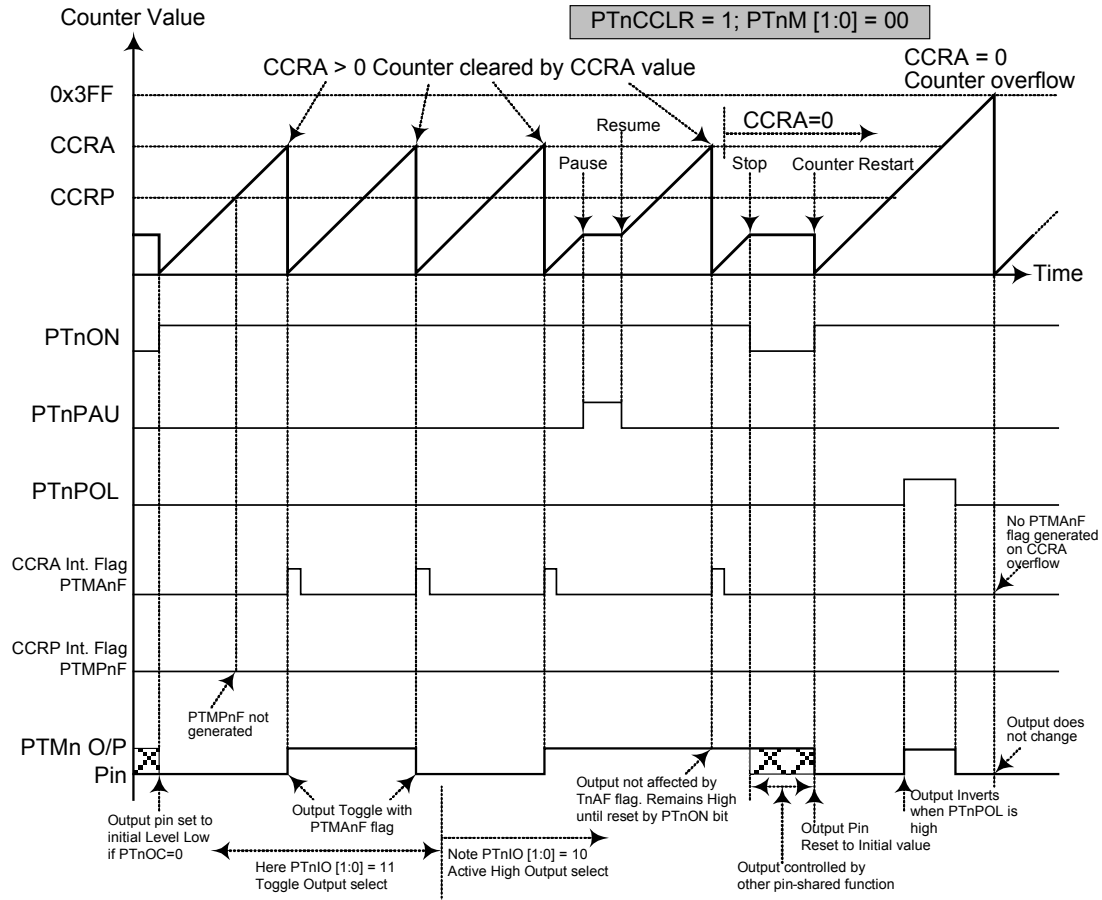 Counter Value
PTnCCLR = 1; PTnM [1:0] = 00
CCRA > 0 Counter cleared by CCRA value
CCRA = 0
Counter overflow
0x3FF
CCRA
CCRP
Resume
CCRA=0
Pause
Stop
Counter Restart
Time
PTnON
PTnPAU
PTnPOL
No PTMAnF
flag generated
on CCRA
overflow
CCRA Int. Flag
PTMAnF
CCRP Int. Flag
PTMPnF
PTMPnF not
generated
PTMn O/P
Pin
Output does
not change
Output pin set to
initial Level Low
if PTnOC=0
Output Toggle with
PTMAnF flag
Output not affected by
TnAF flag. Remains High
until reset by PTnON bit
Output Inverts
when PTnPOL is
high
Output Pin
Reset to Initial value
Here PTnIO [1:0] = 11
Toggle Output select
Note PTnIO [1:0] = 10
Active High Output select
Output controlled by
other pin-shared function